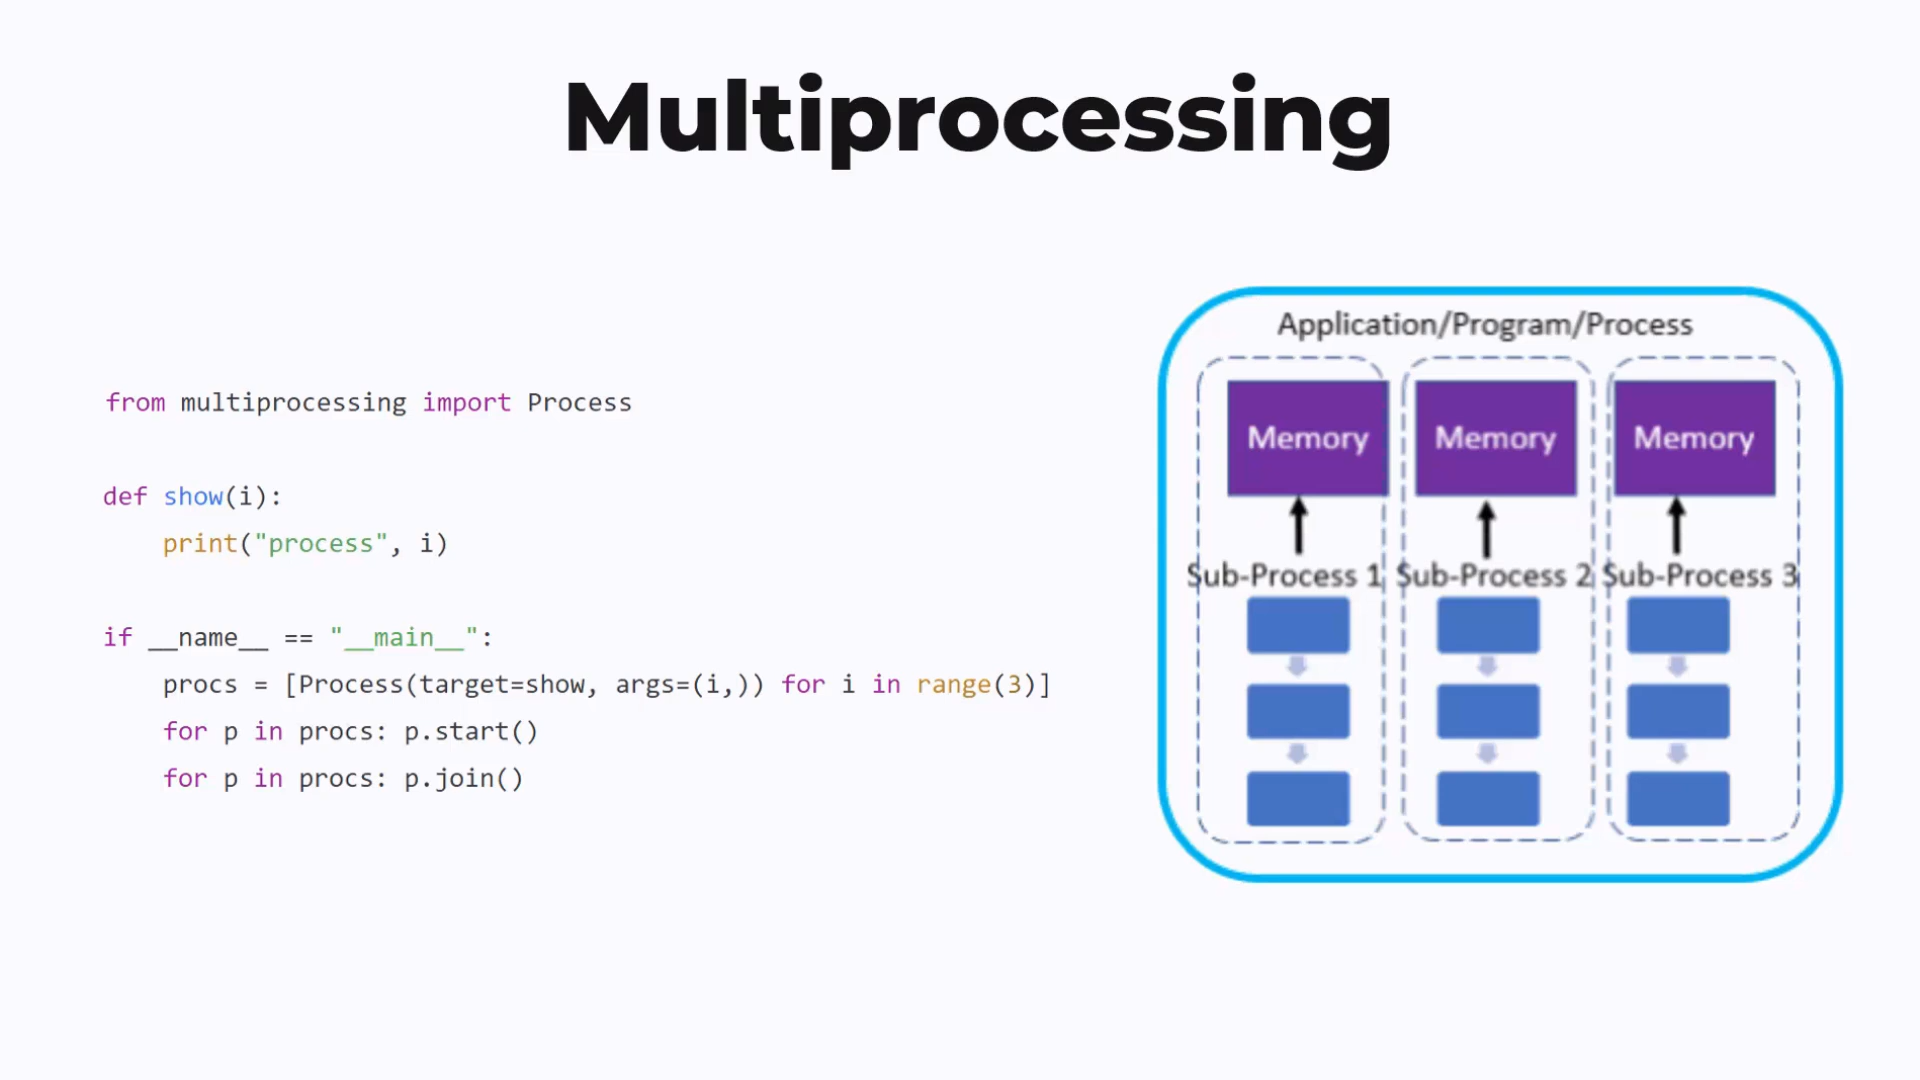 Multiprocessing
from multiprocessing import Process
def show(i):
    print("process", i)
if __name__ == "__main__":
    procs = [Process(target=show, args=(i,)) for i in range(3)]
    for p in procs: p.start()
    for p in procs: p.join()
Application/Program/Process
Memory Memory Memory
Sub-Process 1 Sub-Process 2 Sub-Process 3